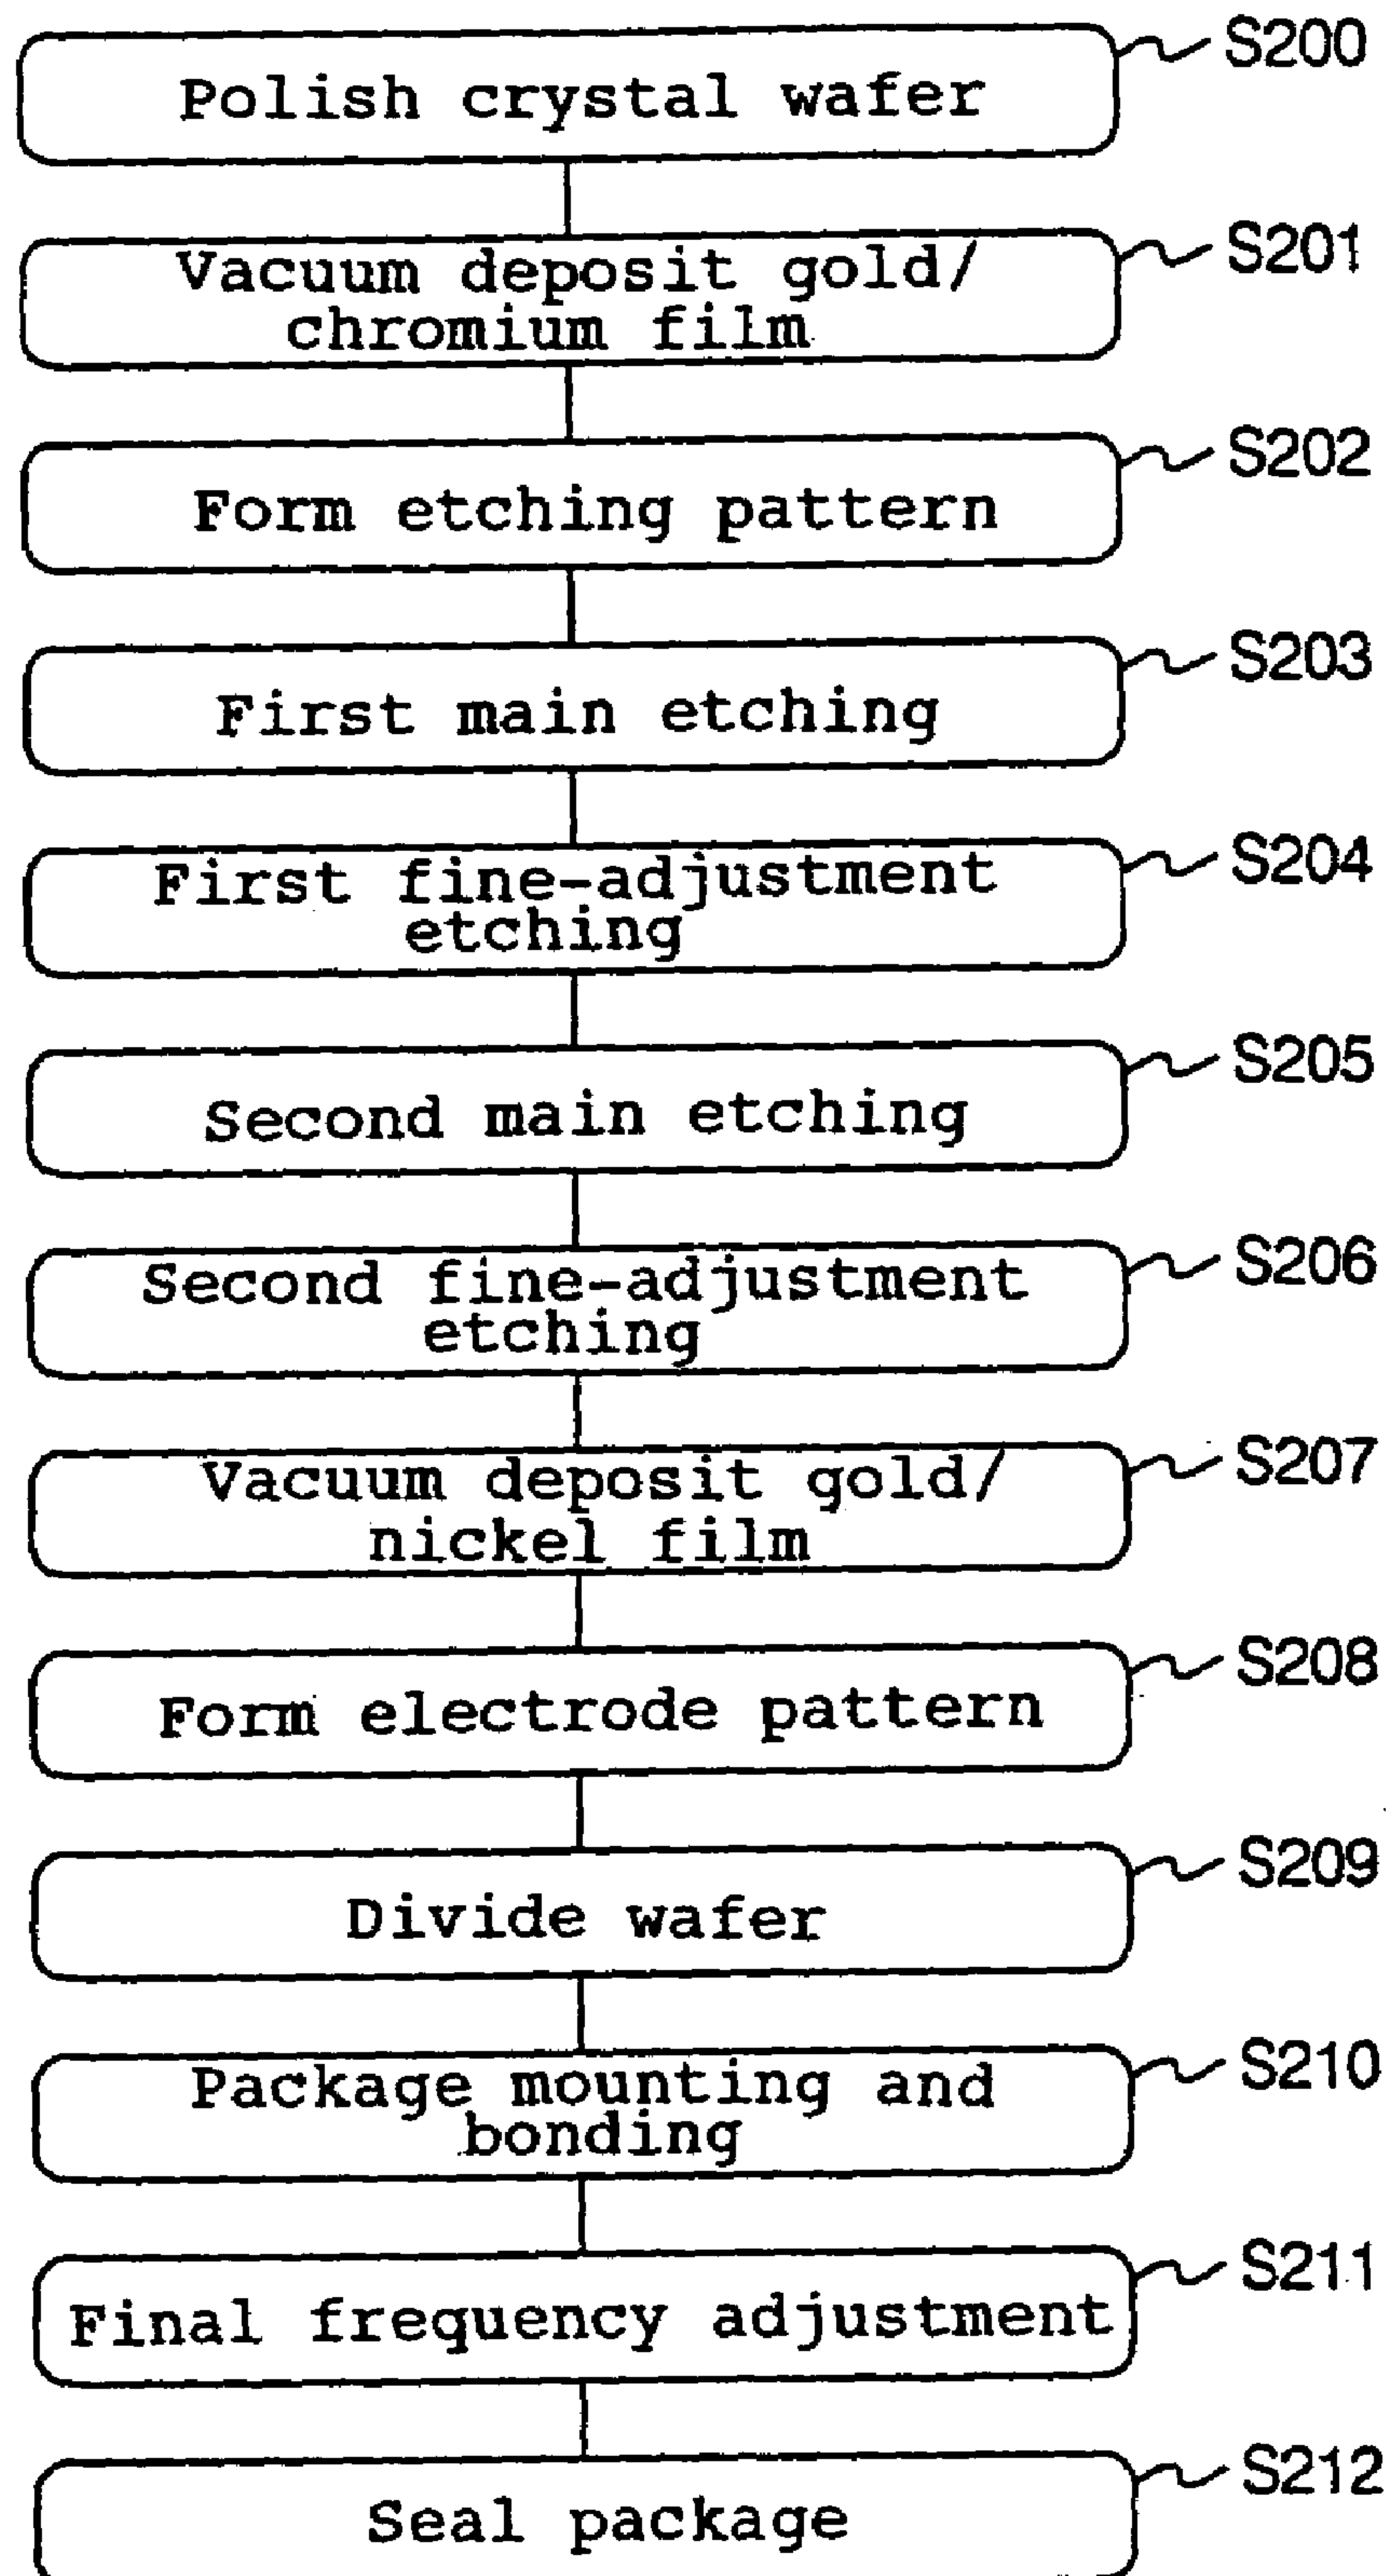 S200
Polish crystal wafer
S201
Vacuum deposit gold/
chromium film
S202
Form etching pattern
S203
First main etching
S204
First fine-adjustment
etching
S205
Second main etching
S206
Second fine-adjustment
etching
S207
Vacuum deposit gold/
nickel film
S208
Form electrode pattern
S209
Divide wafer
S210
Package mounting and
bonding
S211
Final frequency adjustment
S212
Seal package